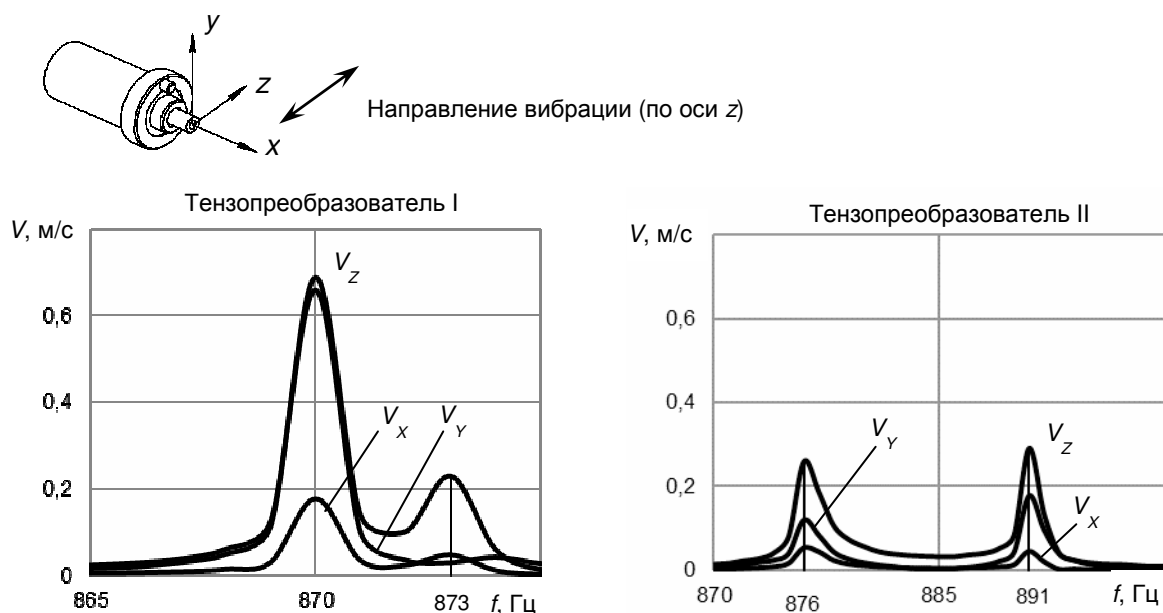 y
z
x
Направление вибрации (по оси z)
Тензопреобразователь I
V, м/с
V_Z
0,6
0,4
V_X
V_Y
0,2
0
865
870
873
f, Гц
Тензопреобразователь II
V, м/с
0,6
0,4
V_Y
V_Z
0,2
V_X
0
870
876
885
891
f, Гц